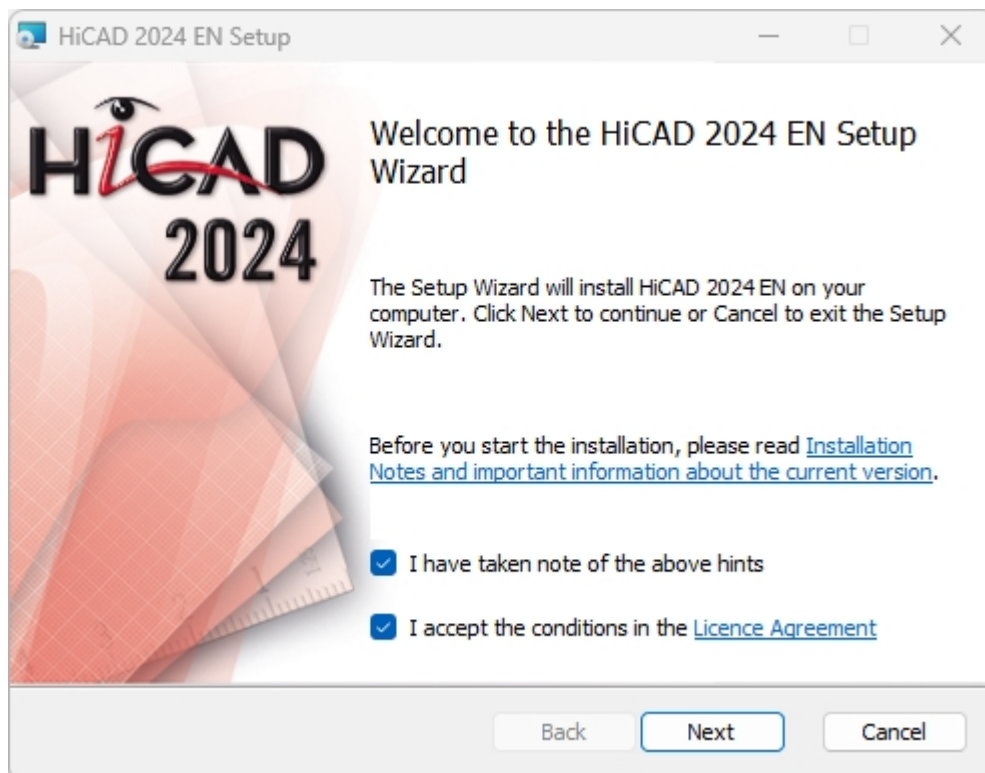 HiCAD 2024 EN Setup
HiCAD
2024
Welcome to the HiCAD 2024 EN Setup
Wizard
The Setup Wizard will install HiCAD 2024 EN on your
computer. Click Next to continue or Cancel to exit the Setup
Wizard.
Before you start the installation, please read Installation
Notes and important information about the current version.
I have taken note of the above hints
I accept the conditions in the Licence Agreement
Back Next Cancel